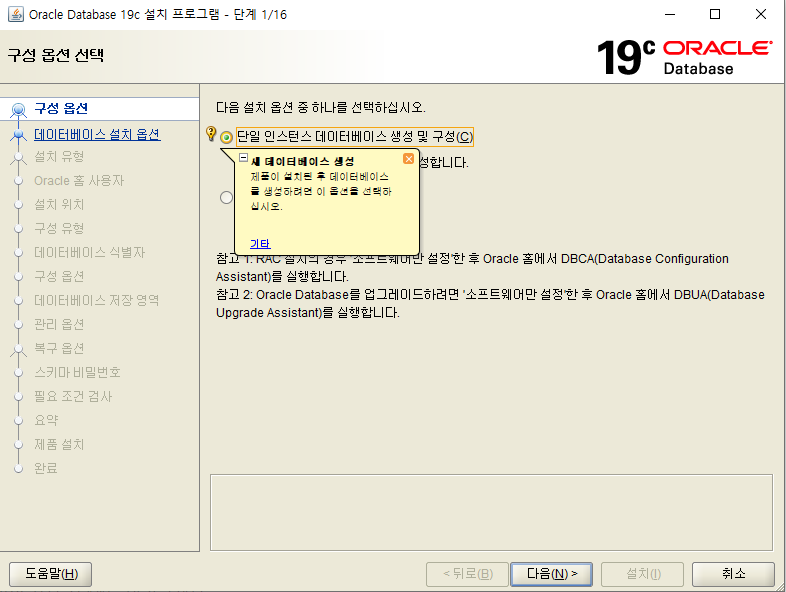 Oracle Database 19c 설치 프로그램 - 단계 1/16
구성 옵션 선택
19c ORACLE
Database
구성 옵션
데이터베이스 설치 옵션
설치 유형
Oracle 홈 사용자
설치 위치
구성 유형
데이터베이스 식별자
구성 옵션
데이터베이스 저장 영역
관리 옵션
복구 옵션
스키마 비밀번호
필요 조건 검사
요약
제품 설치
완료
다음 설치 옵션 중 하나를 선택하십시오.
단일 인스턴스 데이터베이스 생성 및 구성(C)
성합니다.
새 데이터베이스 생성
제품이 설치된 후 데이터베이스
를 생성하려면 이 옵션을 선택하
십시오.
기타
참고 1: RAC 설치의 경우 '소프트웨어만 설정'한 후 Oracle 홈에서 DBCA(Database Configuration
Assistant)를 실행합니다.
참고 2: Oracle Database를 업그레이드하려면 '소프트웨어만 설정'한 후 Oracle 홈에서 DBUA(Database
Upgrade Assistant)를 실행합니다.
도움말(H)
< 뒤로(B)
다음(N) >
설치(I)
취소